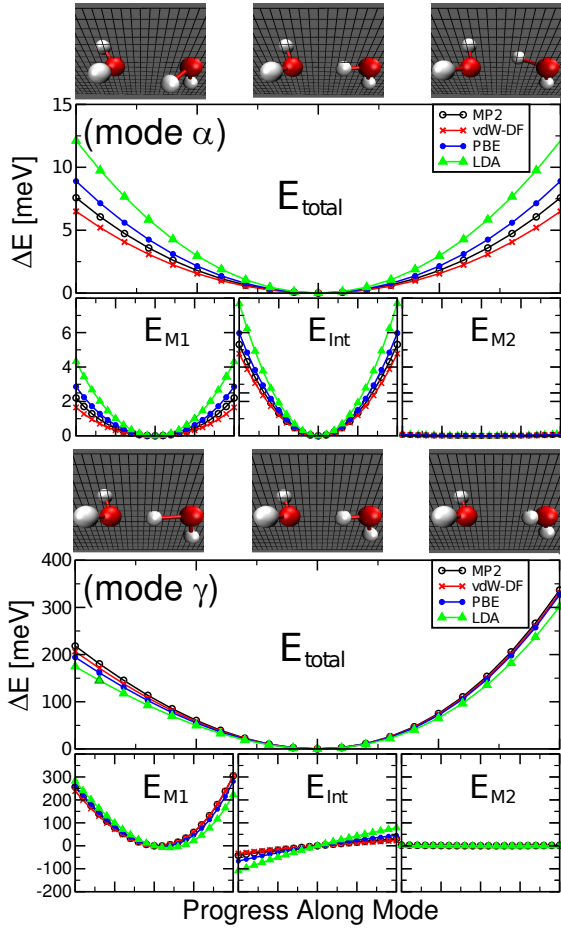 15
10
5
0
ΔE [meV]
(mode α)
E_total
MP2
vdW-DF
PBE
LDA
6
4
2
0
E_M1
E_Int
E_M2
400
300
200
100
0
ΔE [meV]
(mode γ)
E_total
MP2
vdW-DF
PBE
LDA
300
200
100
0
-100
-200
E_M1
E_Int
E_M2
Progress Along Mode